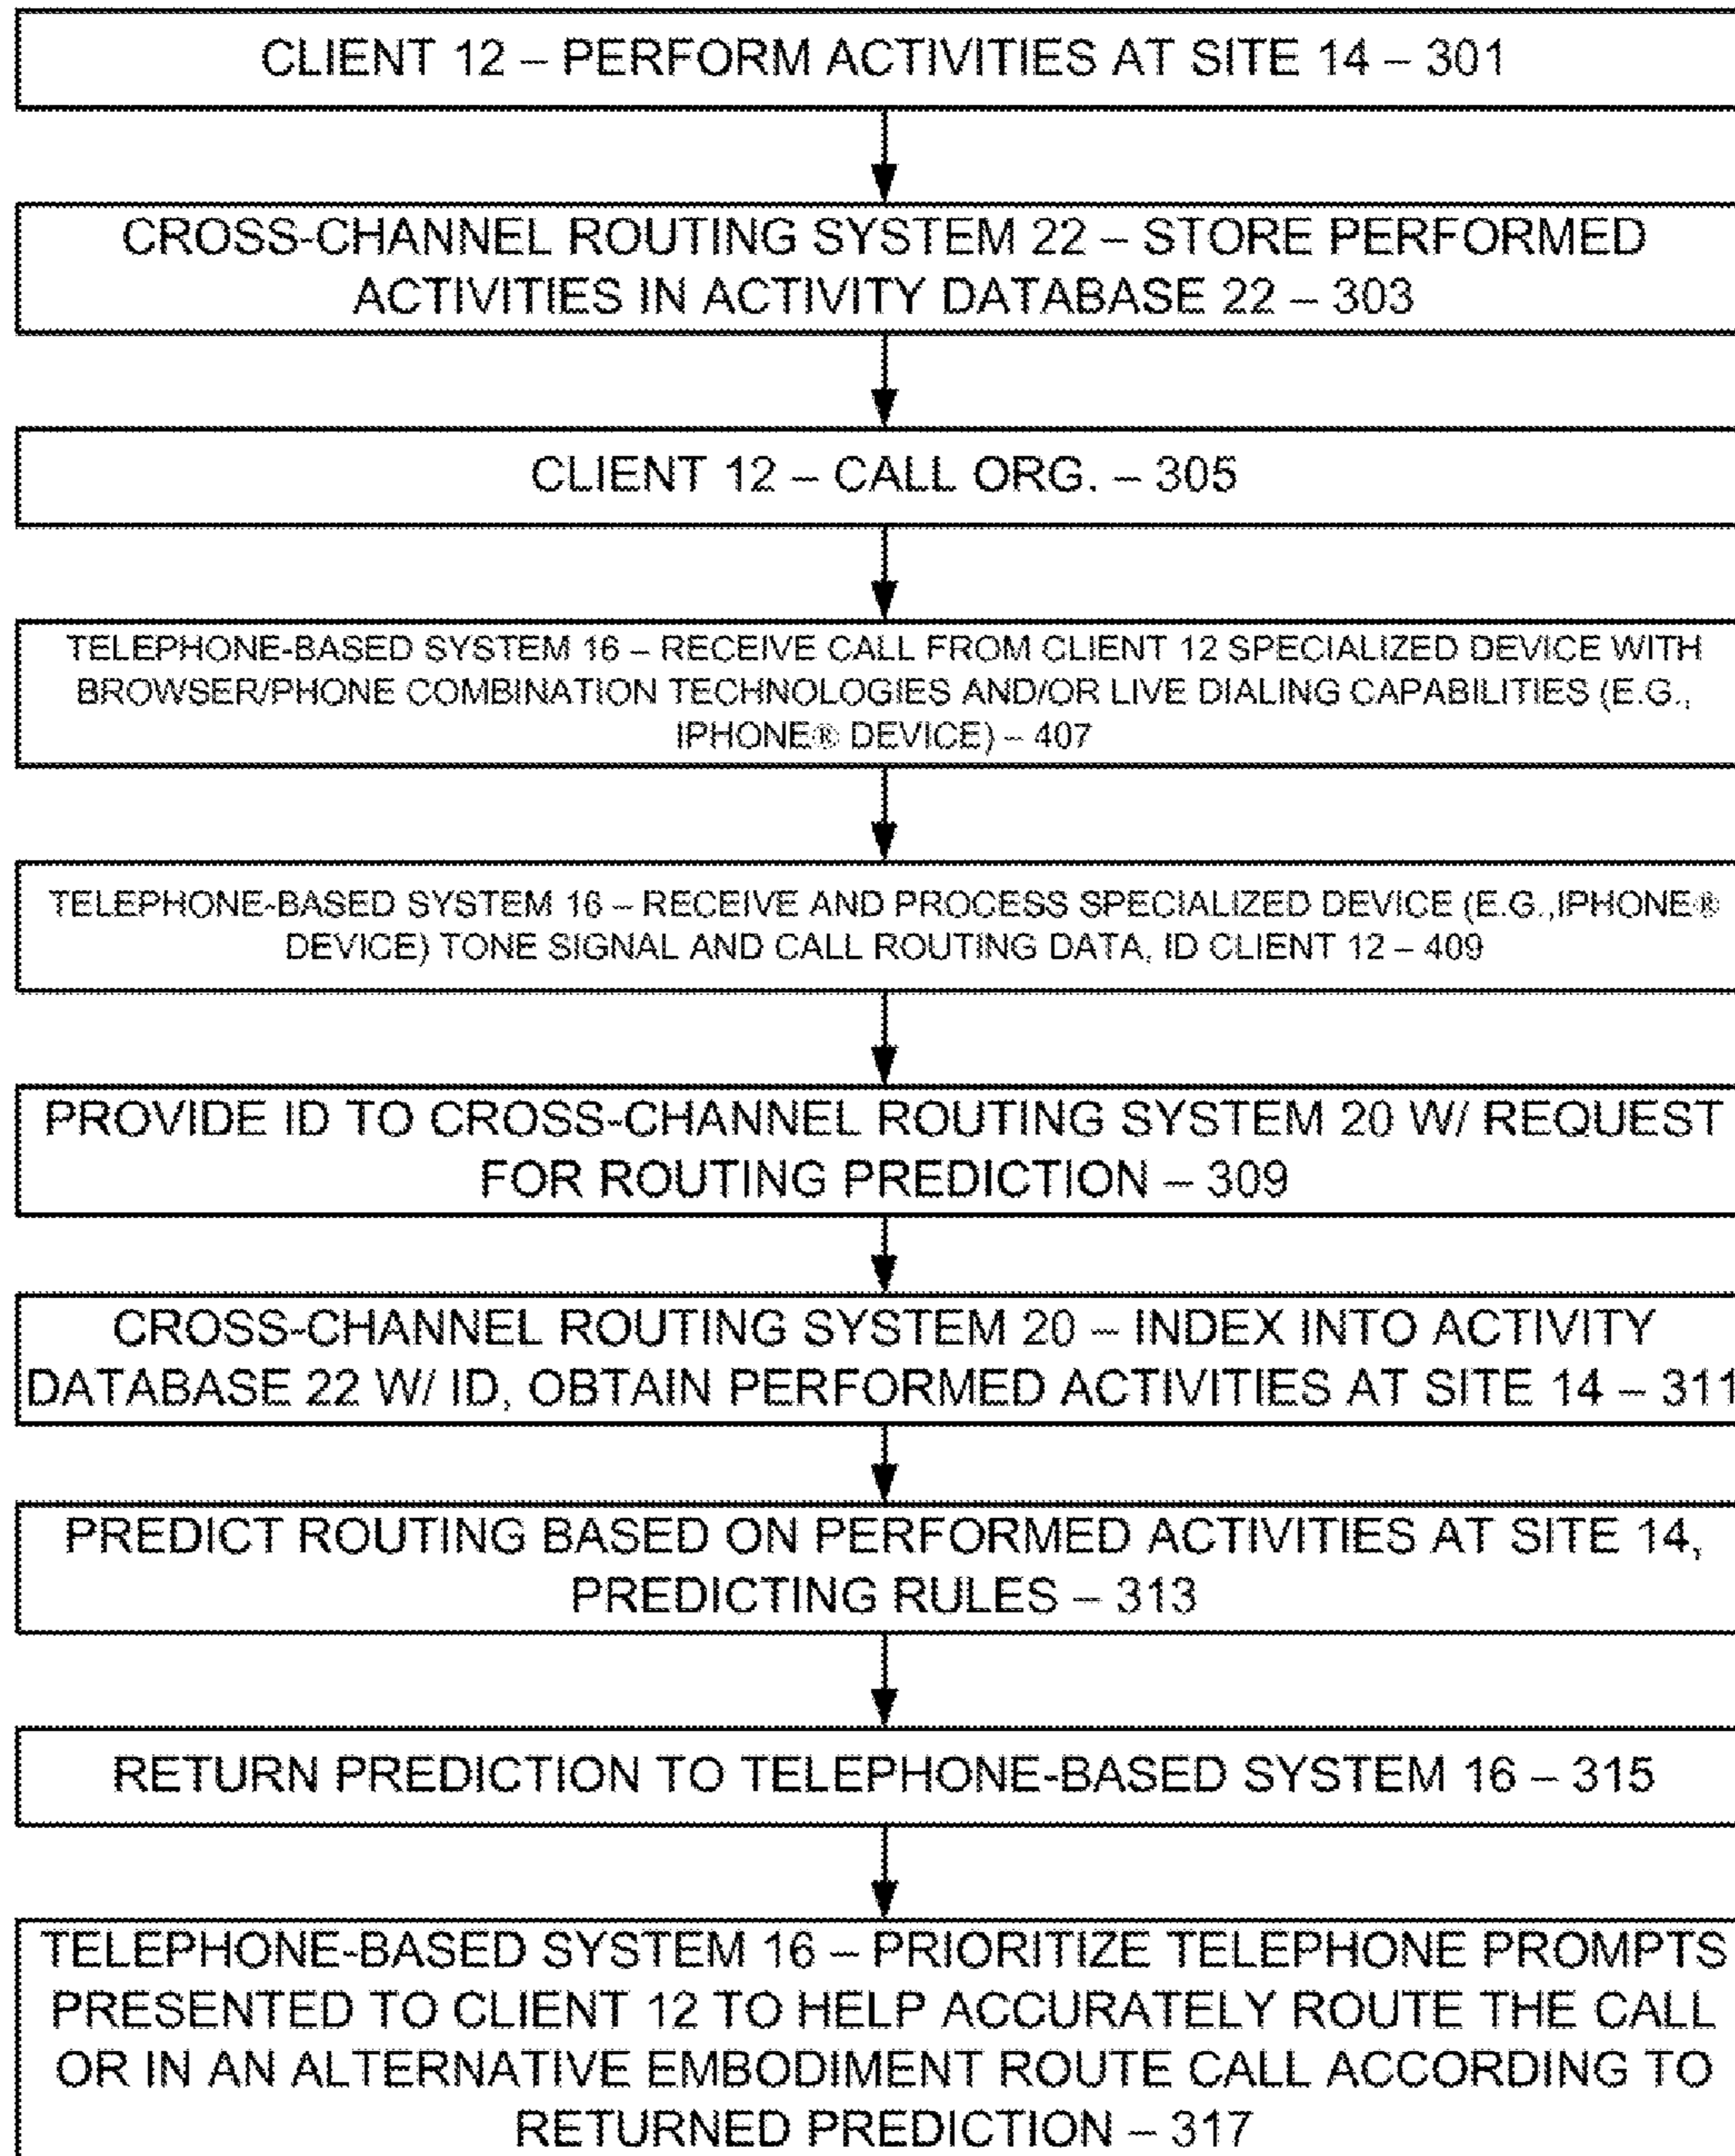 CLIENT 12 – PERFORM ACTIVITIES AT SITE 14 – 301
CROSS-CHANNEL ROUTING SYSTEM 22 – STORE PERFORMED
ACTIVITIES IN ACTIVITY DATABASE 22 – 303
CLIENT 12 – CALL ORG. – 305
TELEPHONE-BASED SYSTEM 16 – RECEIVE CALL FROM CLIENT 12 SPECIALIZED DEVICE WITH
BROWSER/PHONE COMBINATION TECHNOLOGIES AND/OR LIVE DIALING CAPABILITIES (E.G.,
IPHONE® DEVICE) – 407
TELEPHONE-BASED SYSTEM 16 – RECEIVE AND PROCESS SPECIALIZED DEVICE (E.G.,IPHONE®
DEVICE) TONE SIGNAL AND CALL ROUTING DATA, ID CLIENT 12 – 409
PROVIDE ID TO CROSS-CHANNEL ROUTING SYSTEM 20 W/ REQUEST
FOR ROUTING PREDICTION – 309
CROSS-CHANNEL ROUTING SYSTEM 20 – INDEX INTO ACTIVITY
DATABASE 22 W/ ID, OBTAIN PERFORMED ACTIVITIES AT SITE 14 – 311
PREDICT ROUTING BASED ON PERFORMED ACTIVITIES AT SITE 14,
PREDICTING RULES – 313
RETURN PREDICTION TO TELEPHONE-BASED SYSTEM 16 – 315
TELEPHONE-BASED SYSTEM 16 – PRIORITIZE TELEPHONE PROMPTS
PRESENTED TO CLIENT 12 TO HELP ACCURATELY ROUTE THE CALL
OR IN AN ALTERNATIVE EMBODIMENT ROUTE CALL ACCORDING TO
RETURNED PREDICTION – 317